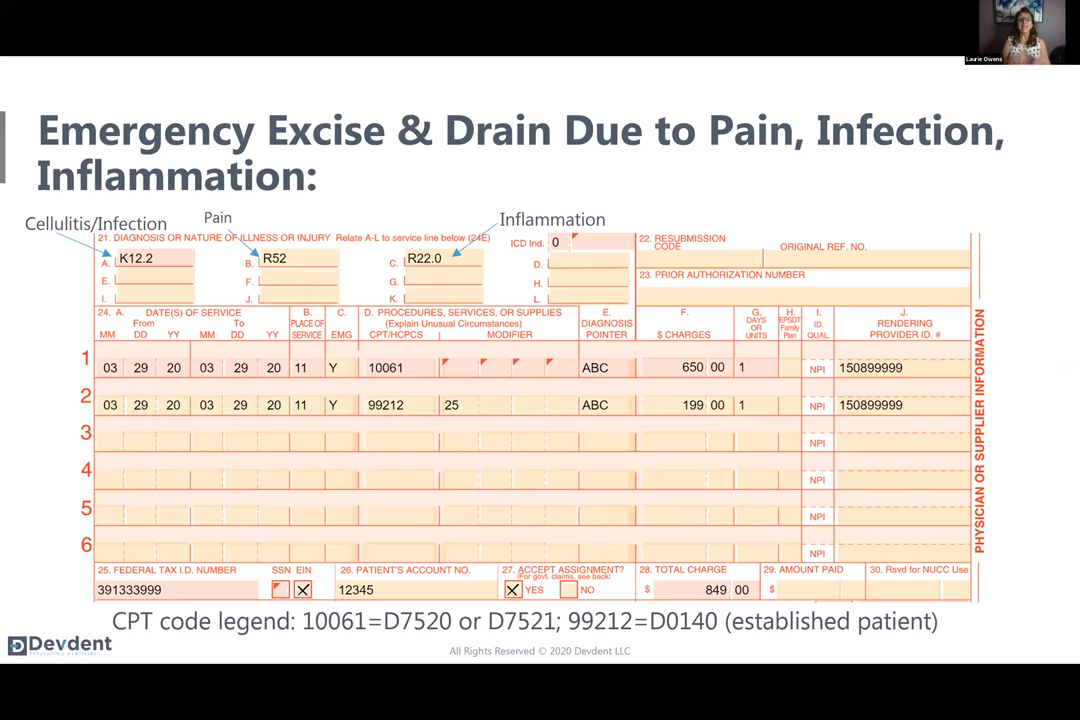 Laurie Owens
Emergency Excise & Drain Due to Pain, Infection,
Inflammation:
Cellulitis/Infection
Pain
Inflammation
21. DIAGNOSIS OR NATURE OF ILLNESS OR INJURY Relate A-L to service line below (24E)
ICD Ind. 0
22. RESUBMISSION
CODE
ORIGINAL REF. NO.
A. K12.2 B. R52 C. R22.0 D.
E. F. G. H.
I. J. K. L.
23. PRIOR AUTHORIZATION NUMBER
24. A. DATE(S) OF SERVICE
From To
MM DD YY MM DD YY
B.
PLACE OF
SERVICE
C.
EMG
D. PROCEDURES, SERVICES, OR SUPPLIES
(Explain Unusual Circumstances)
CPT/HCPCS MODIFIER
E.
DIAGNOSIS
POINTER
F.
$ CHARGES
G.
DAYS
OR
UNITS
H.
EPSDT
Family
Plan
I.
ID.
QUAL.
J.
RENDERING
PROVIDER ID. #
1 03 29 20 03 29 20 11 Y 10061 ABC 650 00 1 NPI 150899999
2 03 29 20 03 29 20 11 Y 99212 25 ABC 199 00 1 NPI 150899999
3 NPI
4 NPI
5 NPI
6 NPI
PHYSICIAN OR SUPPLIER INFORMATION
25. FEDERAL TAX I.D. NUMBER SSN EIN
391333999 X
26. PATIENT'S ACCOUNT NO.
12345
27. ACCEPT ASSIGNMENT?
(For govt. claims, see back)
X YES NO
28. TOTAL CHARGE
$ 849 00
29. AMOUNT PAID
$
30. Rsvd for NUCC Use
CPT code legend: 10061=D7520 or D7521; 99212=D0140 (established patient)
Devdent
All Rights Reserved © 2020 Devdent LLC